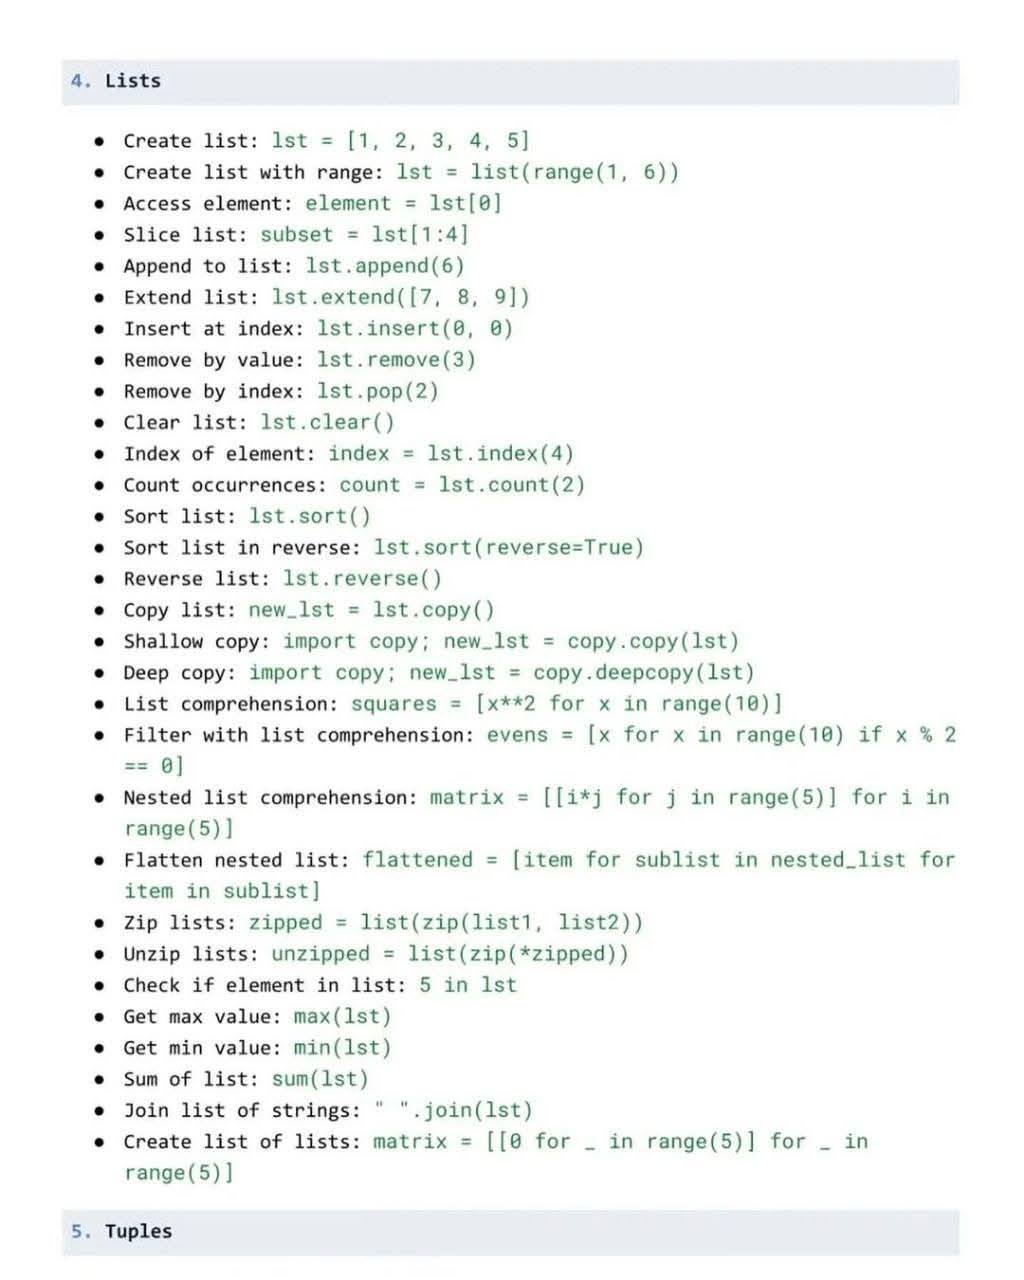 4. Lists
● Create list: lst = [1, 2, 3, 4, 5]
● Create list with range: lst = list(range(1, 6))
● Access element: element = lst[0]
● Slice list: subset = lst[1:4]
● Append to list: lst.append(6)
● Extend list: lst.extend([7, 8, 9])
● Insert at index: lst.insert(0, 0)
● Remove by value: lst.remove(3)
● Remove by index: lst.pop(2)
● Clear list: lst.clear()
● Index of element: index = lst.index(4)
● Count occurrences: count = lst.count(2)
● Sort list: lst.sort()
● Sort list in reverse: lst.sort(reverse=True)
● Reverse list: lst.reverse()
● Copy list: new_lst = lst.copy()
● Shallow copy: import copy; new_lst = copy.copy(lst)
● Deep copy: import copy; new_lst = copy.deepcopy(lst)
● List comprehension: squares = [x**2 for x in range(10)]
● Filter with list comprehension: evens = [x for x in range(10) if x % 2
== 0]
● Nested list comprehension: matrix = [[i*j for j in range(5)] for i in
range(5)]
● Flatten nested list: flattened = [item for sublist in nested_list for
item in sublist]
● Zip lists: zipped = list(zip(list1, list2))
● Unzip lists: unzipped = list(zip(*zipped))
● Check if element in list: 5 in lst
● Get max value: max(lst)
● Get min value: min(lst)
● Sum of list: sum(lst)
● Join list of strings: " ".join(lst)
● Create list of lists: matrix = [[0 for _ in range(5)] for _ in
range(5)]
5. Tuples